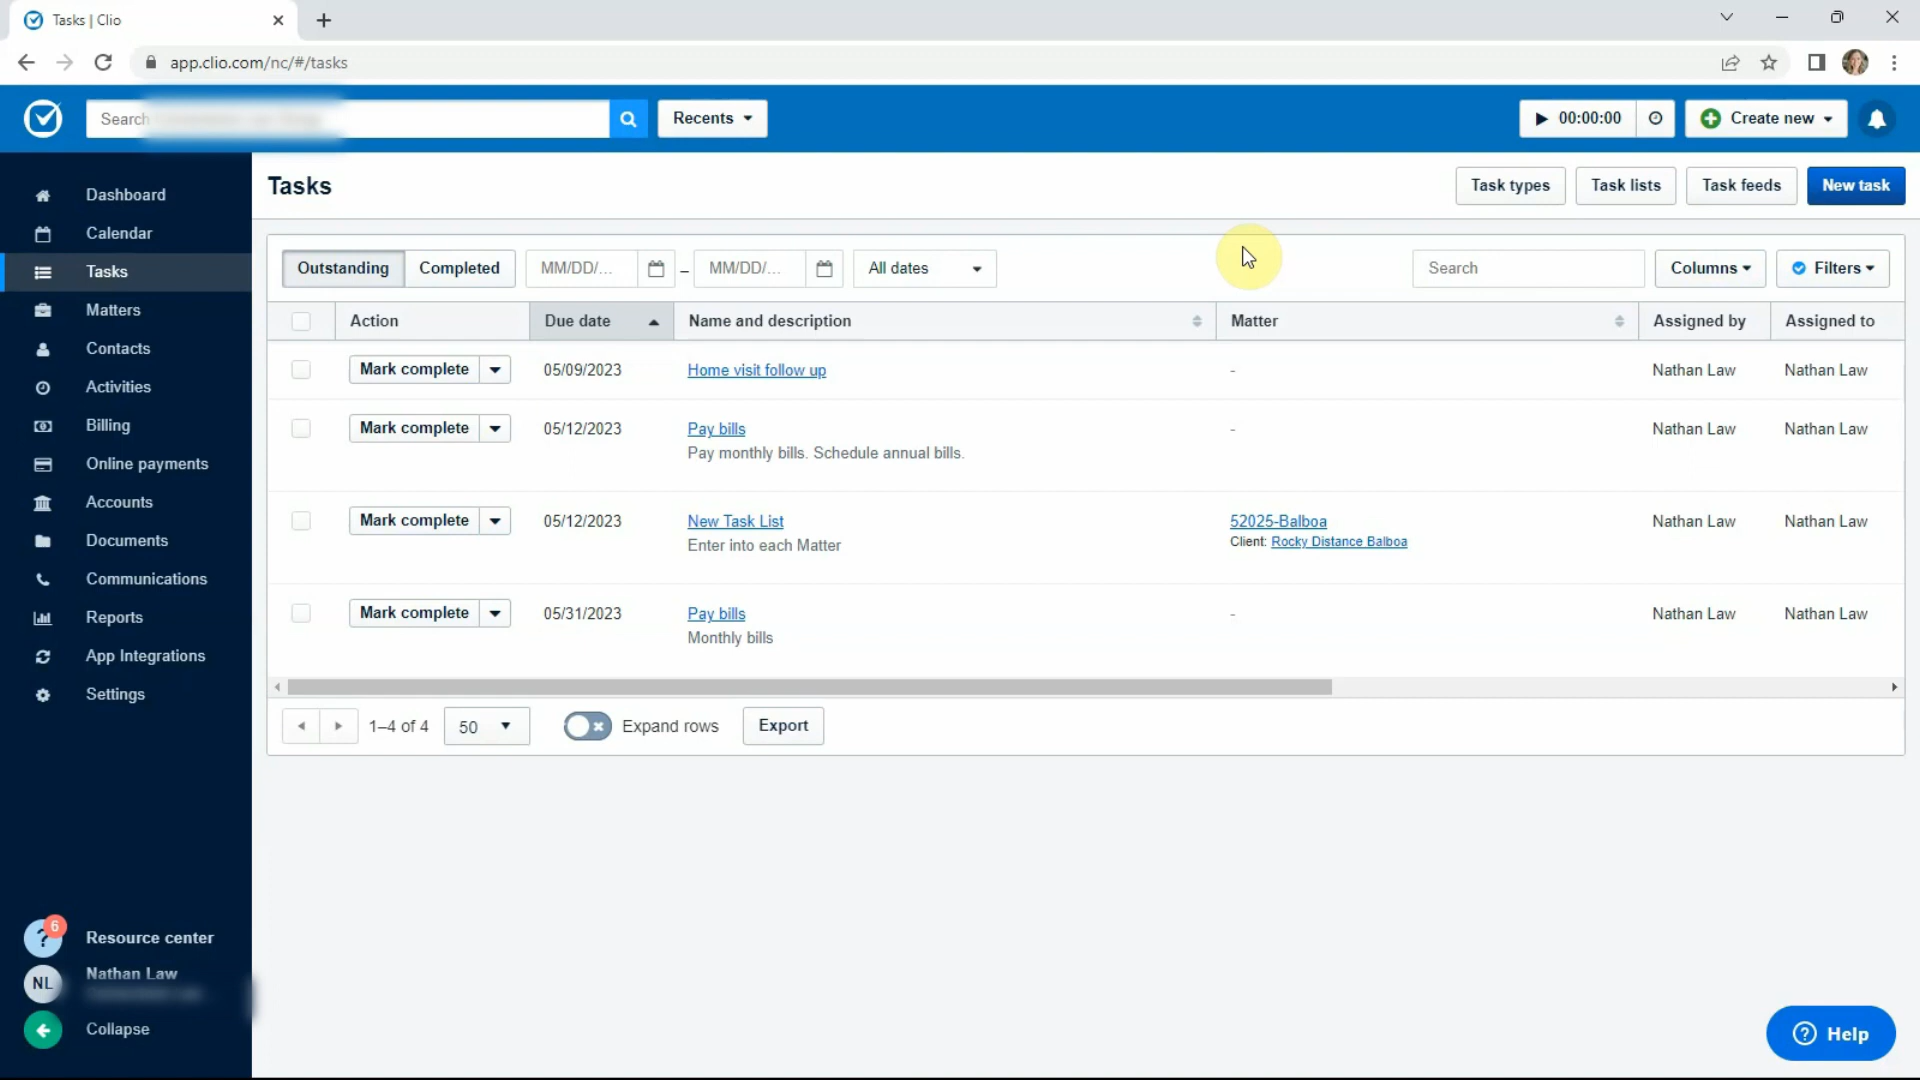 Tasks | Clio
app.clio.com/nc/#/tasks
Search
Recents
00:00:00
Create new
Dashboard
Calendar
Tasks
Matters
Contacts
Activities
Billing
Online payments
Accounts
Documents
Communications
Reports
App Integrations
Settings
6
?
Resource center
NL
Nathan Law
Collapse
Tasks
Task types
Task lists
Task feeds
New task
Outstanding
Completed
MM/DD/...
–
MM/DD/...
All dates
Search
Columns
Filters
Action
Due date
Name and description
Matter
Assigned by
Assigned to
Mark complete
05/09/2023
Home visit follow up
-
Nathan Law
Nathan Law
Mark complete
05/12/2023
Pay bills
-
Nathan Law
Nathan Law
Pay monthly bills. Schedule annual bills.
Mark complete
05/12/2023
New Task List
52025-Balboa
Nathan Law
Nathan Law
Enter into each Matter
Client: Rocky Distance Balboa
Mark complete
05/31/2023
Pay bills
-
Nathan Law
Nathan Law
Monthly bills
1–4 of 4
50
Expand rows
Export
? Help